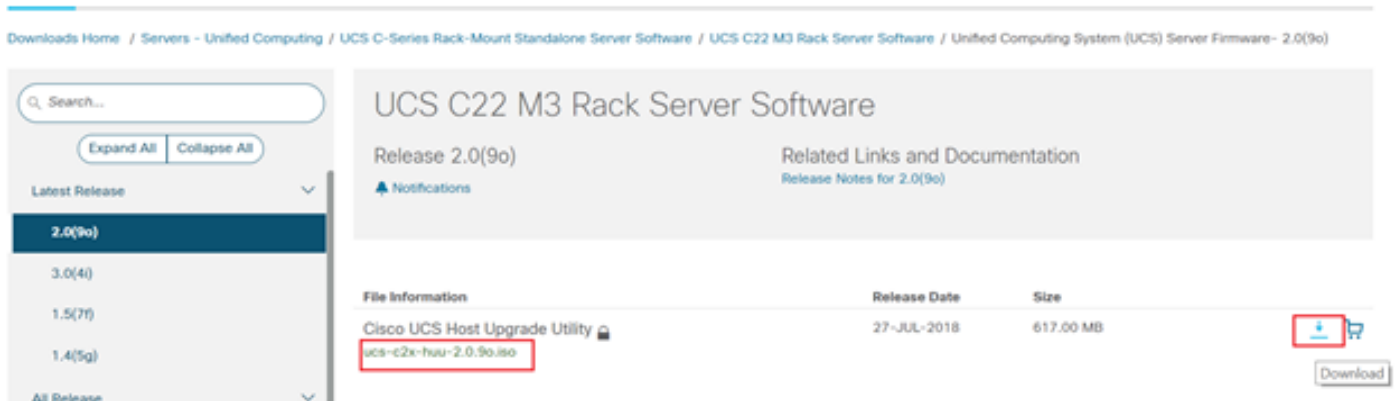 Downloads Home / Servers - Unified Computing / UCS C-Series Rack-Mount Standalone Server Software / UCS C22 M3 Rack Server Software / Unified Computing System (UCS) Server Firmware- 2.0(9o)
Search...
Expand All Collapse All
Latest Release
2.0(9o)
3.0(4i)
1.5(7f)
1.4(5g)
All Release
UCS C22 M3 Rack Server Software
Release 2.0(9o)
Notifications
Related Links and Documentation
Release Notes for 2.0(9o)
File Information Release Date Size
Cisco UCS Host Upgrade Utility 27-JUL-2018 617.00 MB
ucs-c2x-huu-2.0.9o.iso
Download